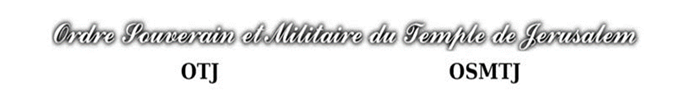 Ordre Souverain et Militaire du Temple de Jerusalem
OTJ OSMTJ